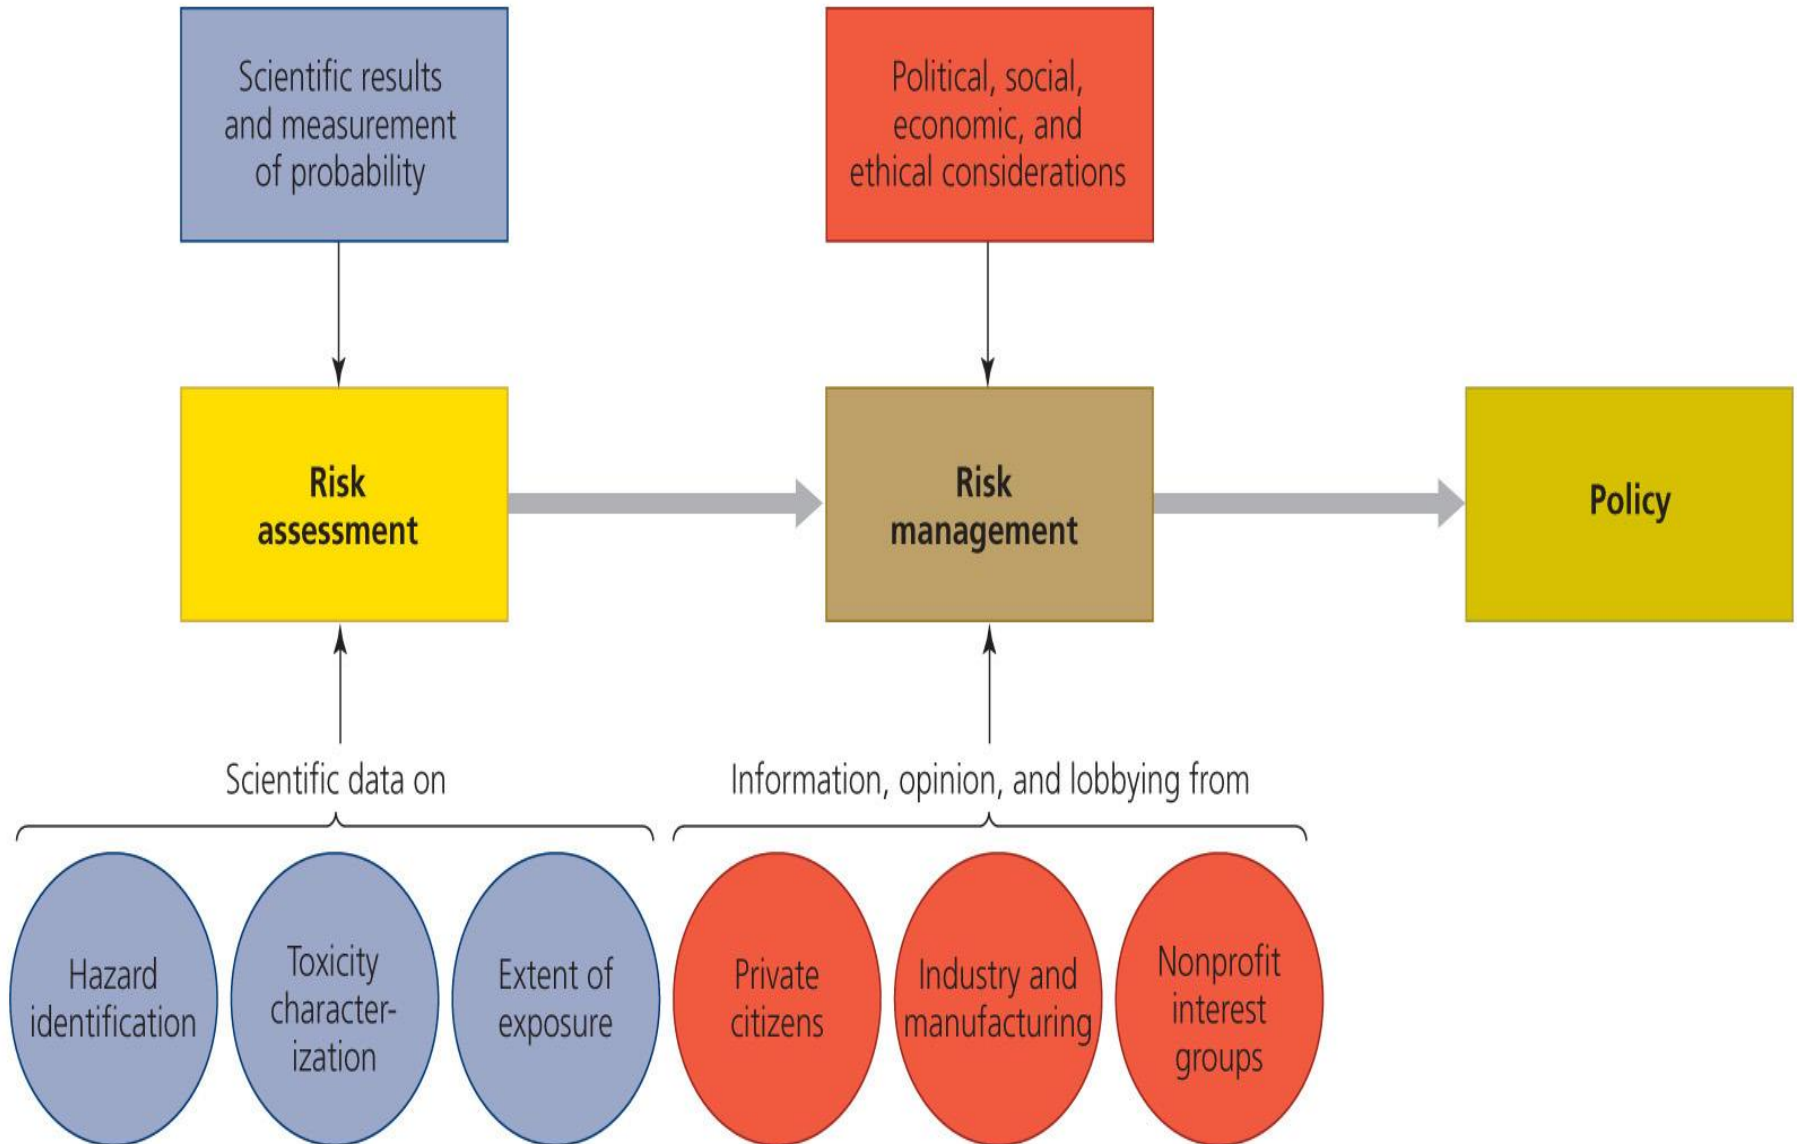 Scientific results
and measurement
of probability
Political, social,
economic, and
ethical considerations
Risk
assessment
Risk
management
Policy
Scientific data on
Information, opinion, and lobbying from
Hazard
identification
Toxicity
character-
ization
Extent of
exposure
Private
citizens
Industry and
manufacturing
Nonprofit
interest
groups